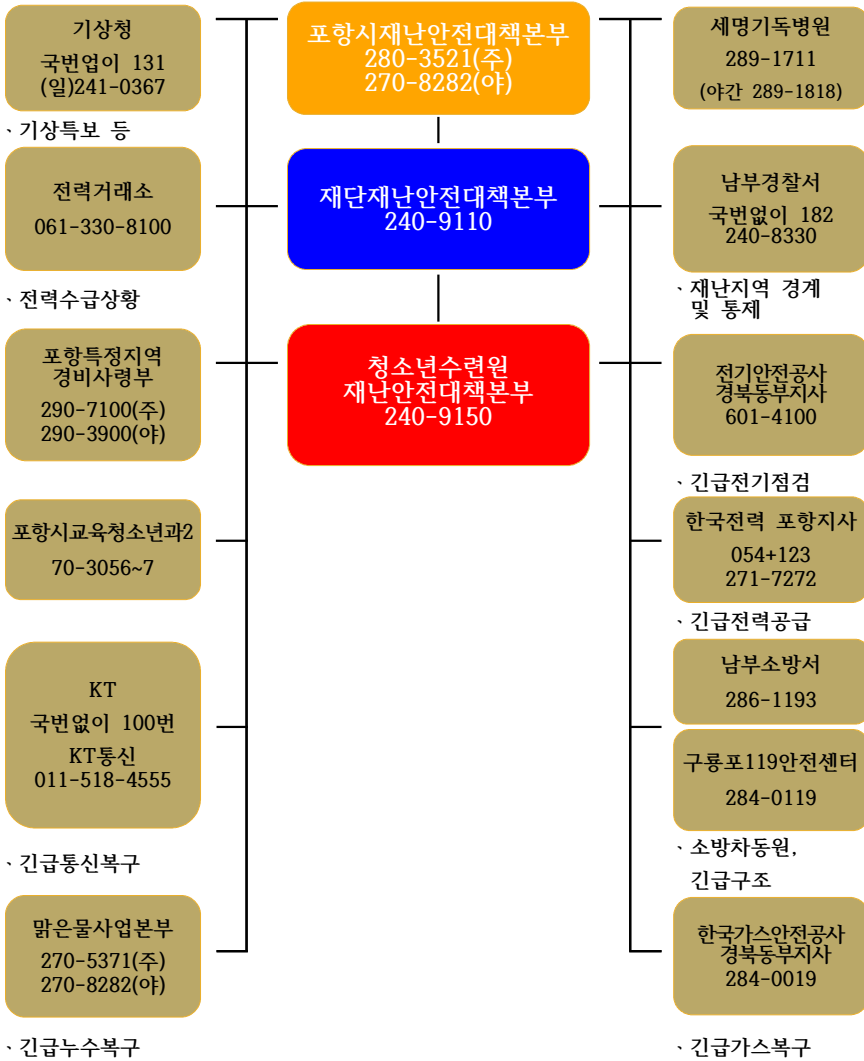 기상청
국번업이 131
(일)241-0367
· 기상특보 등
전력거래소
061-330-8100
· 전력수급상황
포항특정지역
경비사령부
290-7100(주)
290-3900(야)
포항시교육청소년과2
70-3056~7
KT
국번없이 100번
KT통신
011-518-4555
· 긴급통신복구
맑은물사업본부
270-5371(주)
270-8282(야)
· 긴급누수복구
포항시재난안전대책본부
280-3521(주)
270-8282(야)
재단재난안전대책본부
240-9110
청소년수련원
재난안전대책본부
240-9150
세명기독병원
289-1711
(야간 289-1818)
남부경찰서
국번없이 182
240-8330
· 재난지역 경계
및 통제
전기안전공사
경북동부지사
601-4100
· 긴급전기점검
한국전력 포항지사
054+123
271-7272
· 긴급전력공급
남부소방서
286-1193
구룡포119안전센터
284-0119
· 소방차동원,
긴급구조
한국가스안전공사
경북동부지사
284-0019
· 긴급가스복구